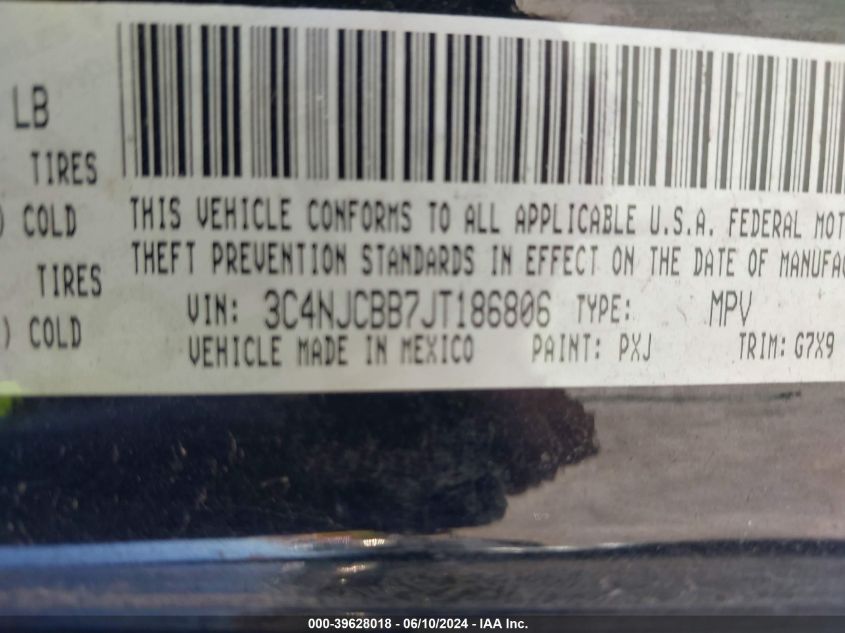 LB
TIRES
) COLD
TIRES
) COLD
THIS VEHICLE CONFORMS TO ALL APPLICABLE U.S.A. FEDERAL MOT
THEFT PREVENTION STANDARDS IN EFFECT ON THE DATE OF MANUFA
VIN: 3C4NJCBB7JT186806 TYPE: MPV
VEHICLE MADE IN MEXICO PAINT: PXJ TRIM: G7X9
000-39628018 - 06/10/2024 - IAA Inc.